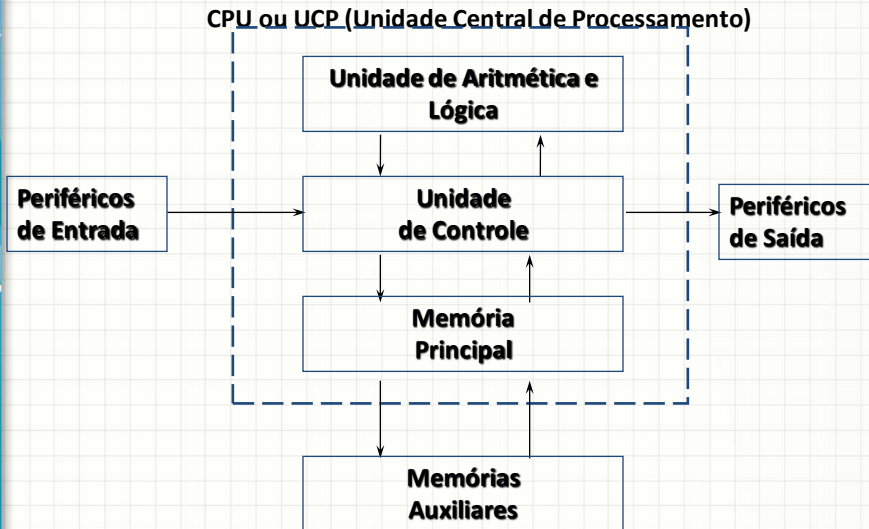 CPU ou UCP (Unidade Central de Processamento)
Unidade de Aritmética e
Lógica
Periféricos
de Entrada
Unidade
de Controle
Periféricos
de Saída
Memória
Principal
Memórias
Auxiliares